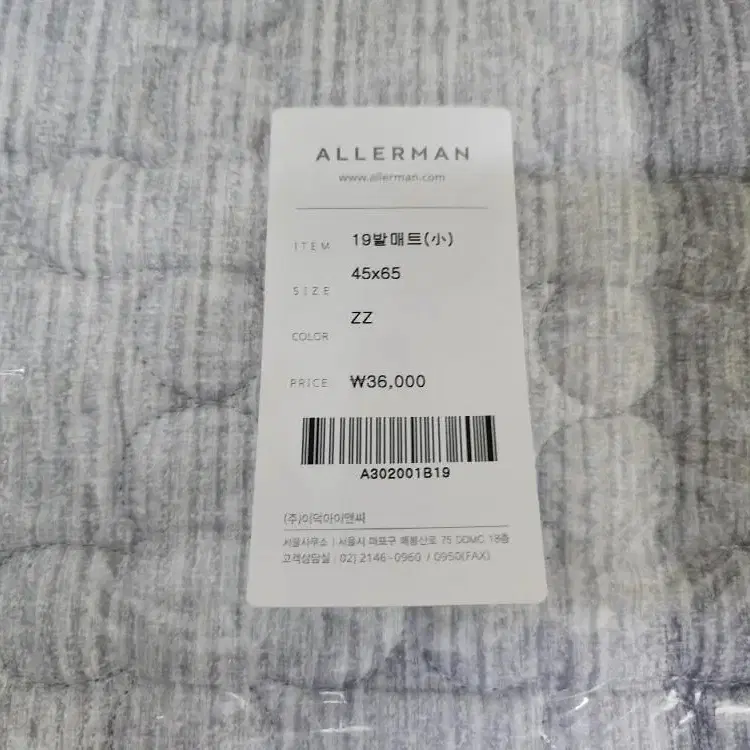 ALLERMAN
www.allerman.com
ITEM 19발매트(小)
SIZE 45x65
COLOR ZZ
PRICE ₩36,000
A302001B19
(주)이덕아이앤씨
서울사무소 | 서울시 마포구 매봉산로 75 DDMC 18층
고객상담실 | 02) 2146-0960 / 0950(FAX)